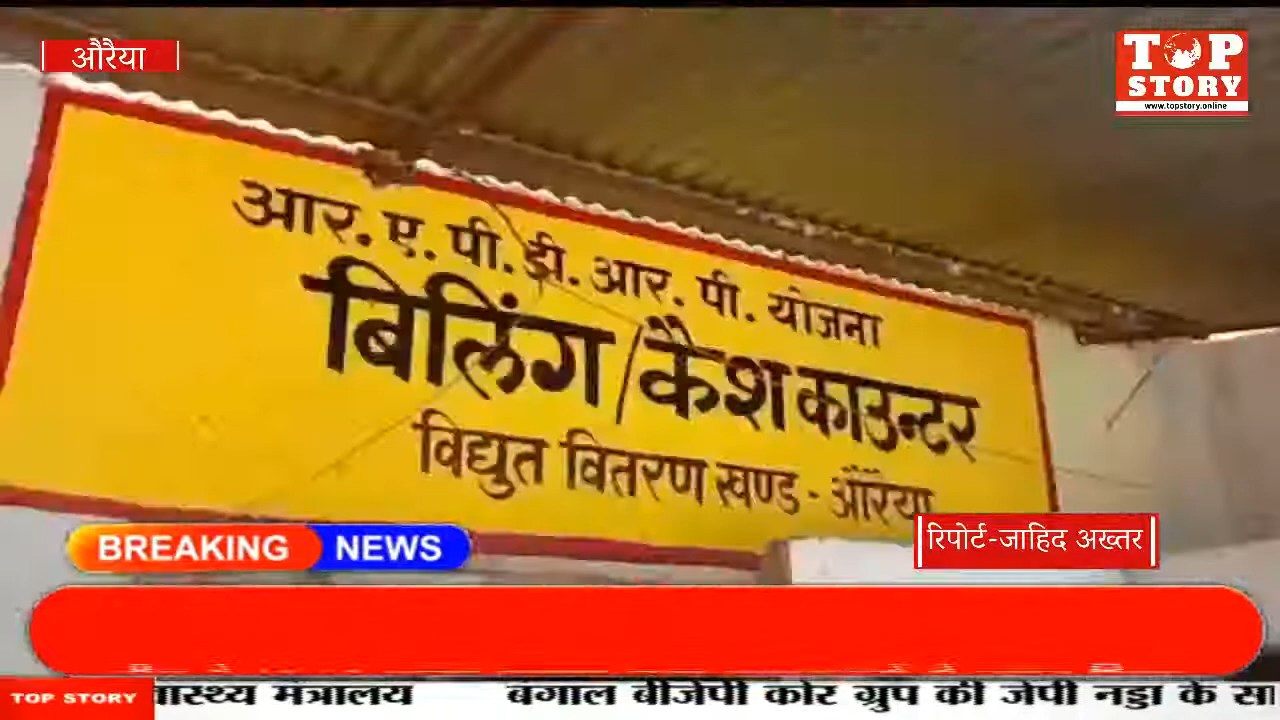 औरैया
TOP
STORY
www.topstory.online
आर. ए. पी. डी. आर. पी. योजना
बिलिंग/कैश काउन्टर
विद्युत वितरण खण्ड - औरैया
रिपोर्ट-जाहिद अख्तर
BREAKING NEWS
TOP STORY
मंत्रालय बंगाल बीजेपी कोर ग्रुप की जेपी नड्डा के